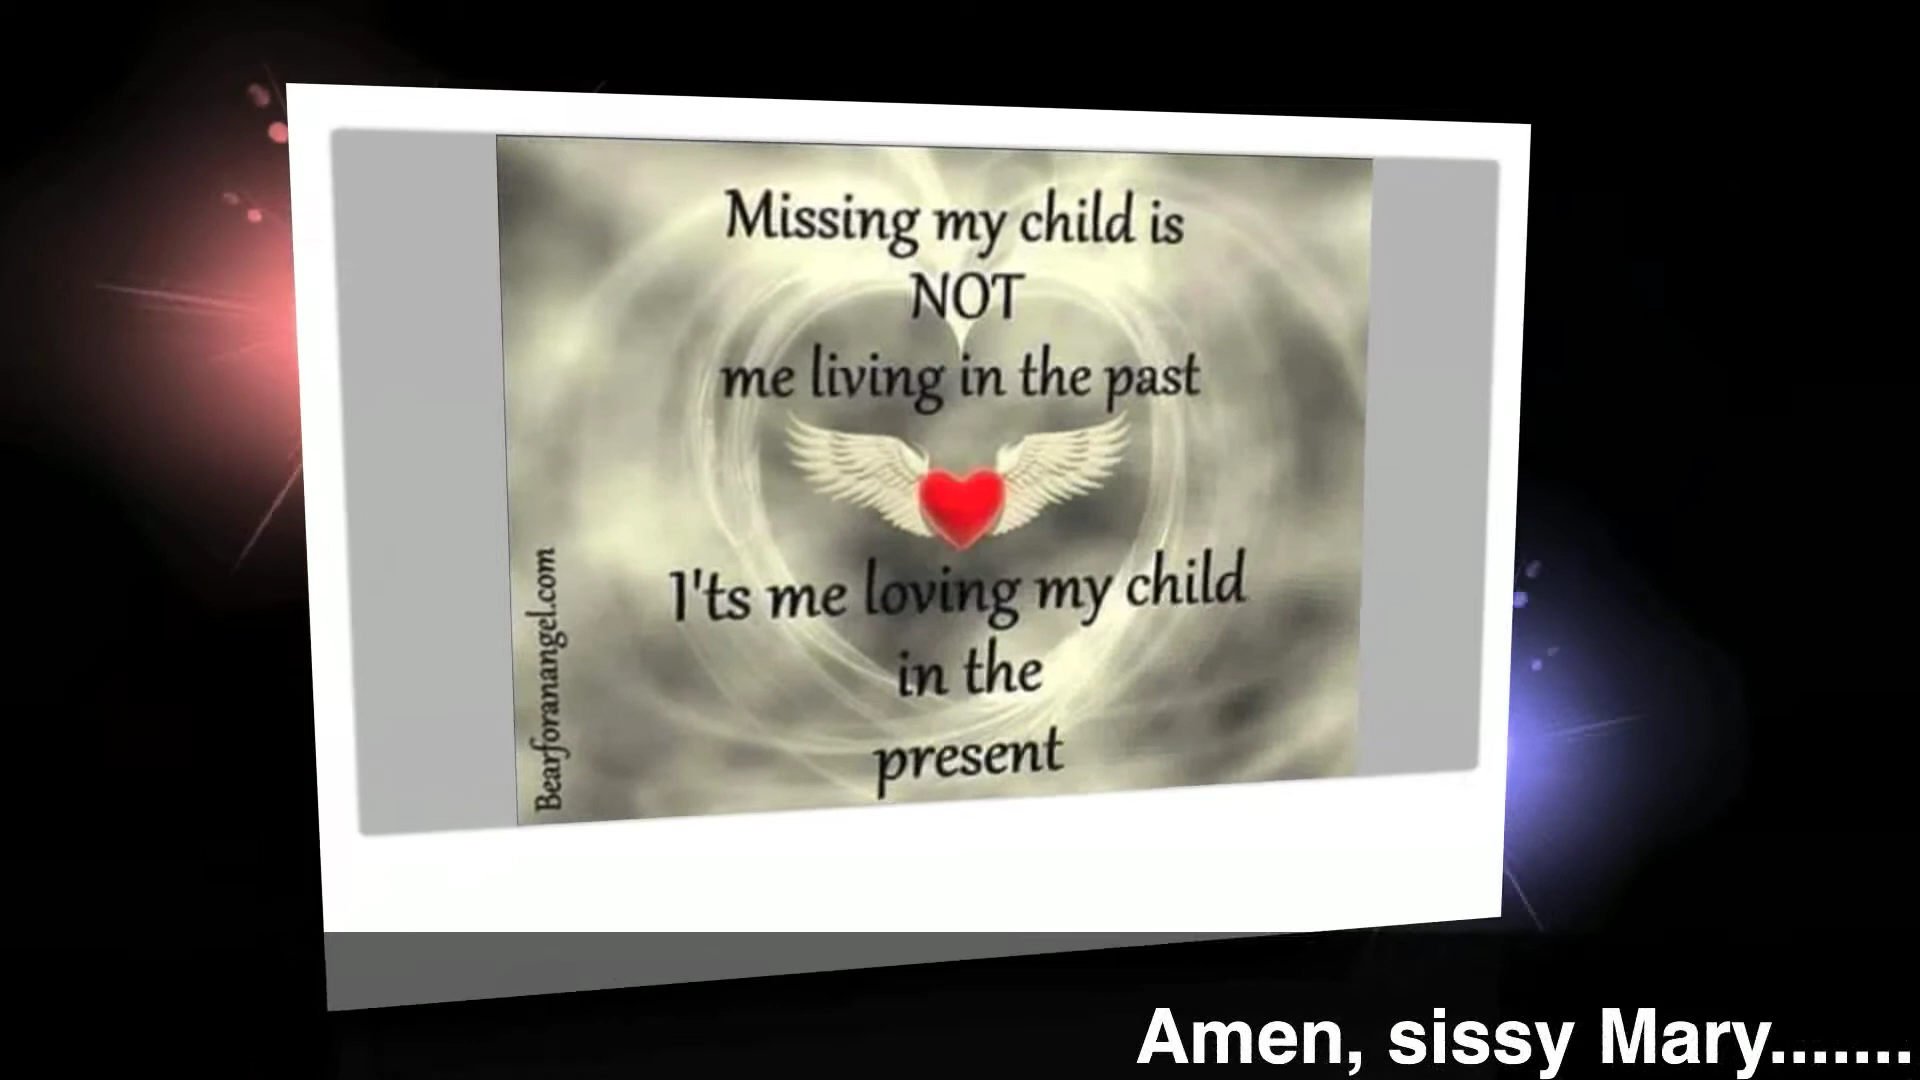 Missing my child is
NOT
me living in the past
I'ts me loving my child
in the
present
Bearforanangel.com
Amen, sissy Mary.......